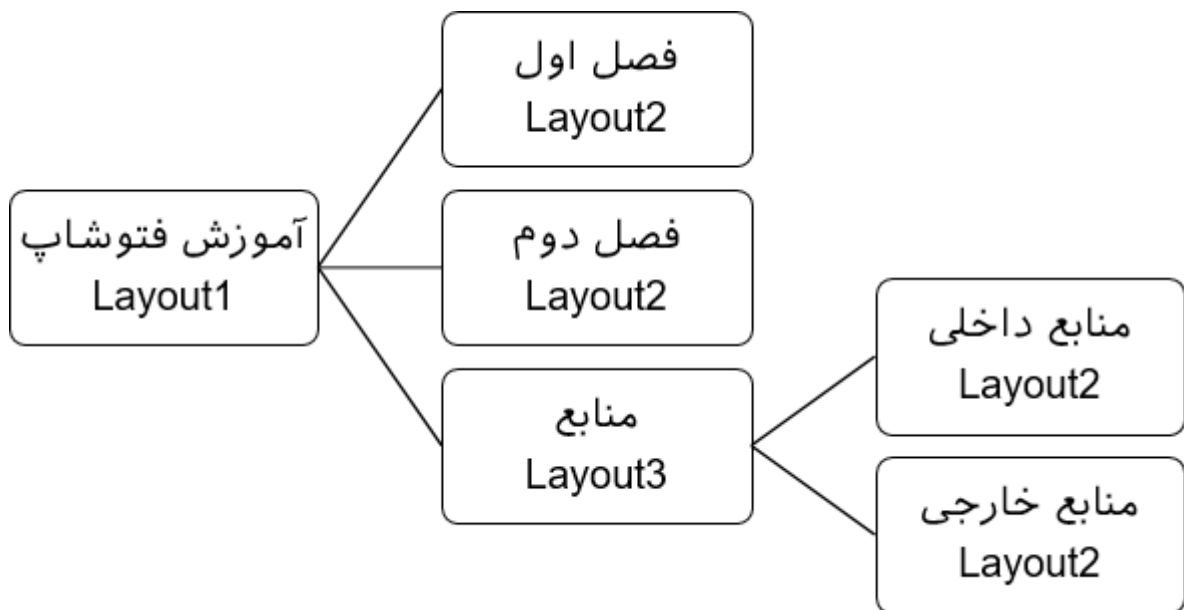 آموزش فتوشاپ
Layout1
فصل اول
Layout2
فصل دوم
Layout2
منابع
Layout3
منابع داخلی
Layout2
منابع خارجی
Layout2